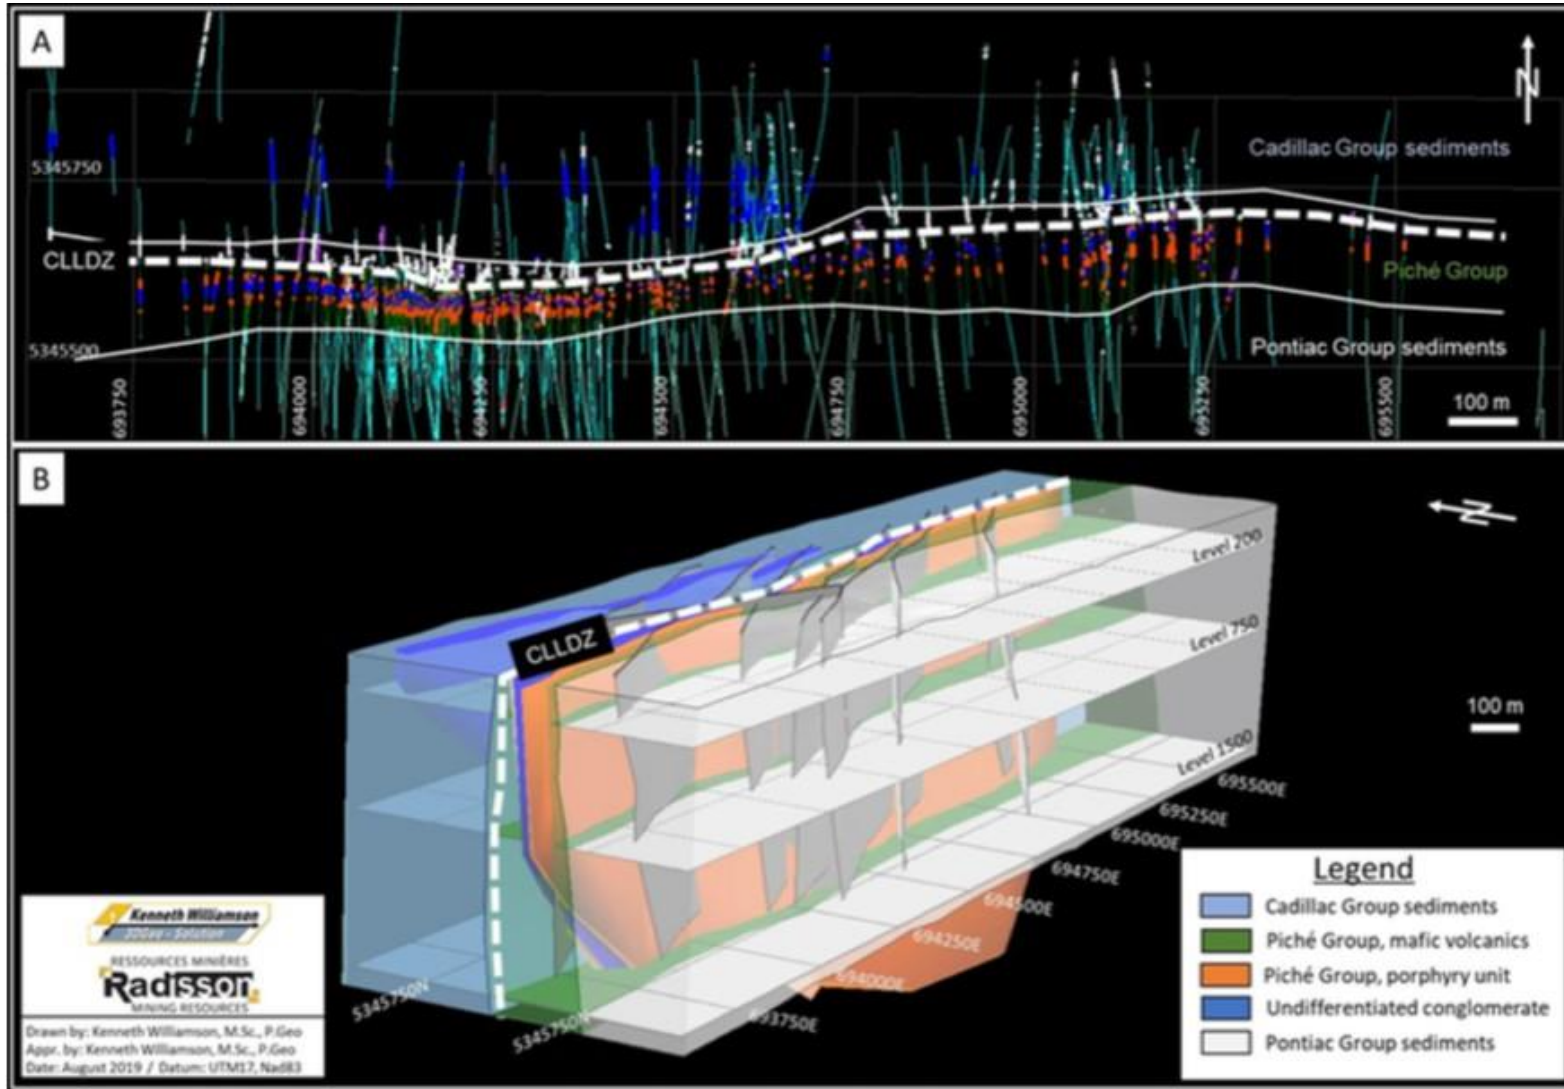 A
N
Cadillac Group sediments
5345750
CLLDZ
Piché Group
5345500
Pontiac Group sediments
693750
694000
694250
694500
694750
695000
695250
695500
100 m
B
N
Level 200
CLLDZ
Level 750
100 m
Level 1500
695500E
695250E
695000E
694750E
694500E
694250E
694000E
693750E
5345750N
5345750N
Legend
Cadillac Group sediments
Piché Group, mafic volcanics
Piché Group, porphyry unit
Undifferentiated conglomerate
Pontiac Group sediments
Kenneth Williamson
3DGeo - Solution
RESSOURCES MINIÈRES
Radisson
MINING RESOURCES
Drawn by: Kenneth Williamson, M.Sc., P.Geo
Appr. by: Kenneth Williamson, M.Sc., P.Geo
Date: August 2019 / Datum: UTM17, Nad83